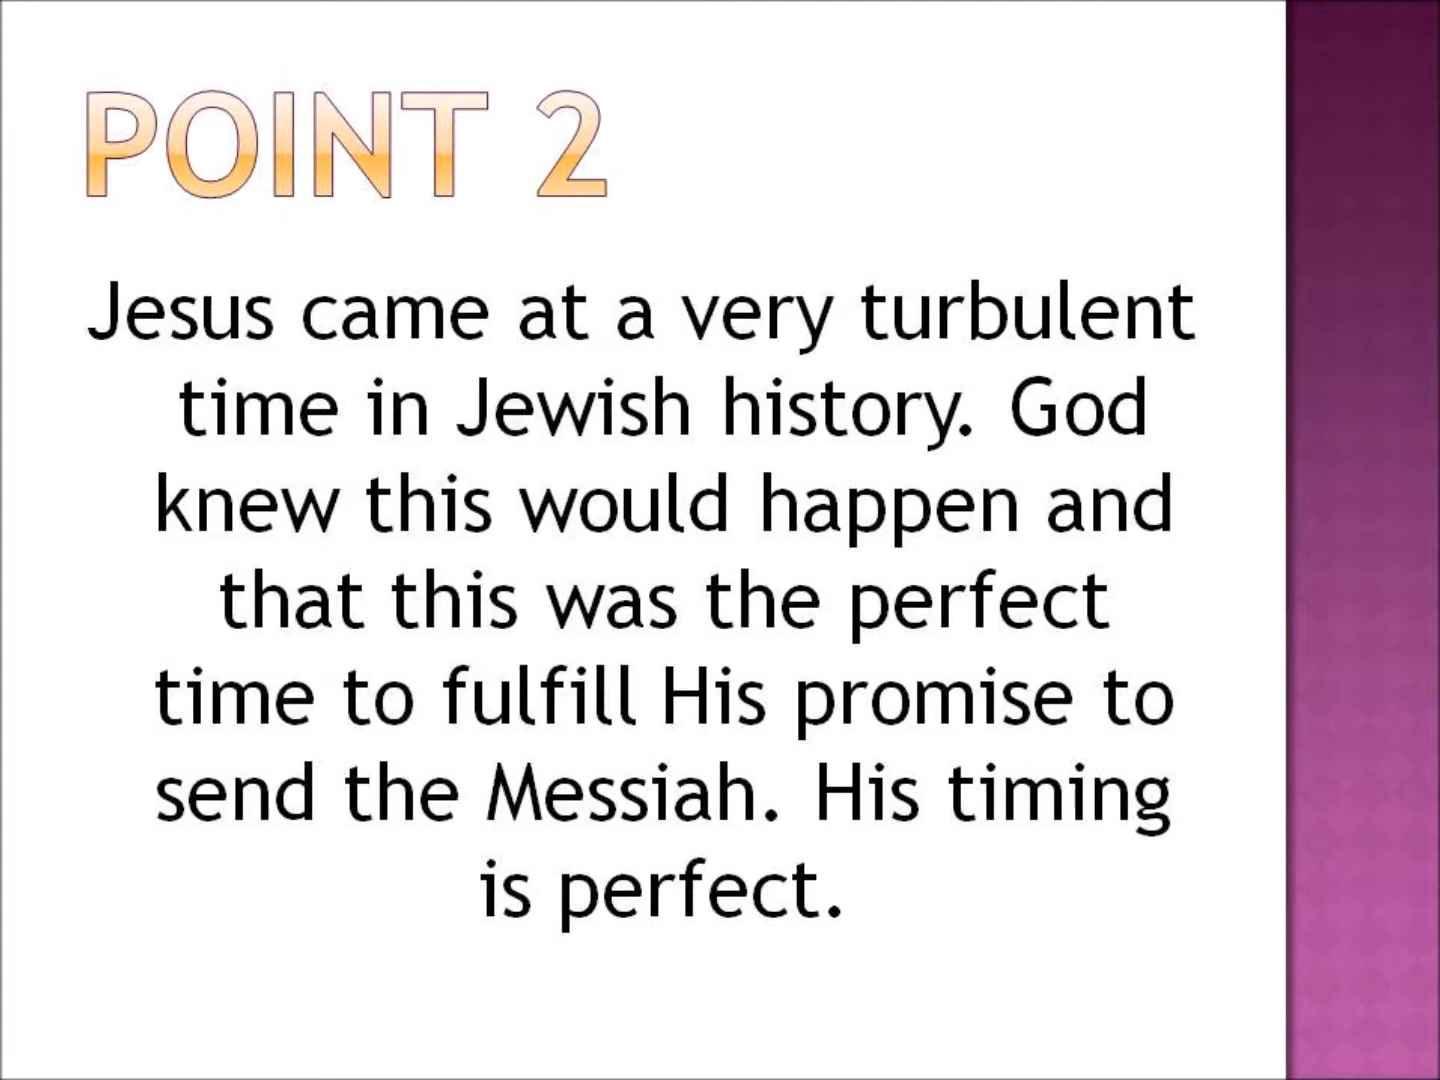 POINT 2
Jesus came at a very turbulent
time in Jewish history. God
knew this would happen and
that this was the perfect
time to fulfill His promise to
send the Messiah. His timing
is perfect.